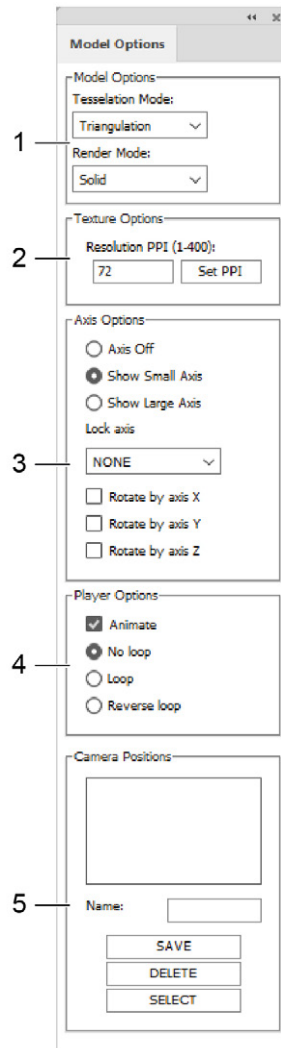 Model Options
Model Options
Tesselation Mode:
Triangulation
1
Render Mode:
Solid
Texture Options
2
Resolution PPI (1-400):
72 Set PPI
Axis Options
Axis Off
Show Small Axis
Show Large Axis
Lock axis
3
NONE
Rotate by axis X
Rotate by axis Y
Rotate by axis Z
Player Options
Animate
4
No loop
Loop
Reverse loop
Camera Positions
5
Name:
SAVE
DELETE
SELECT